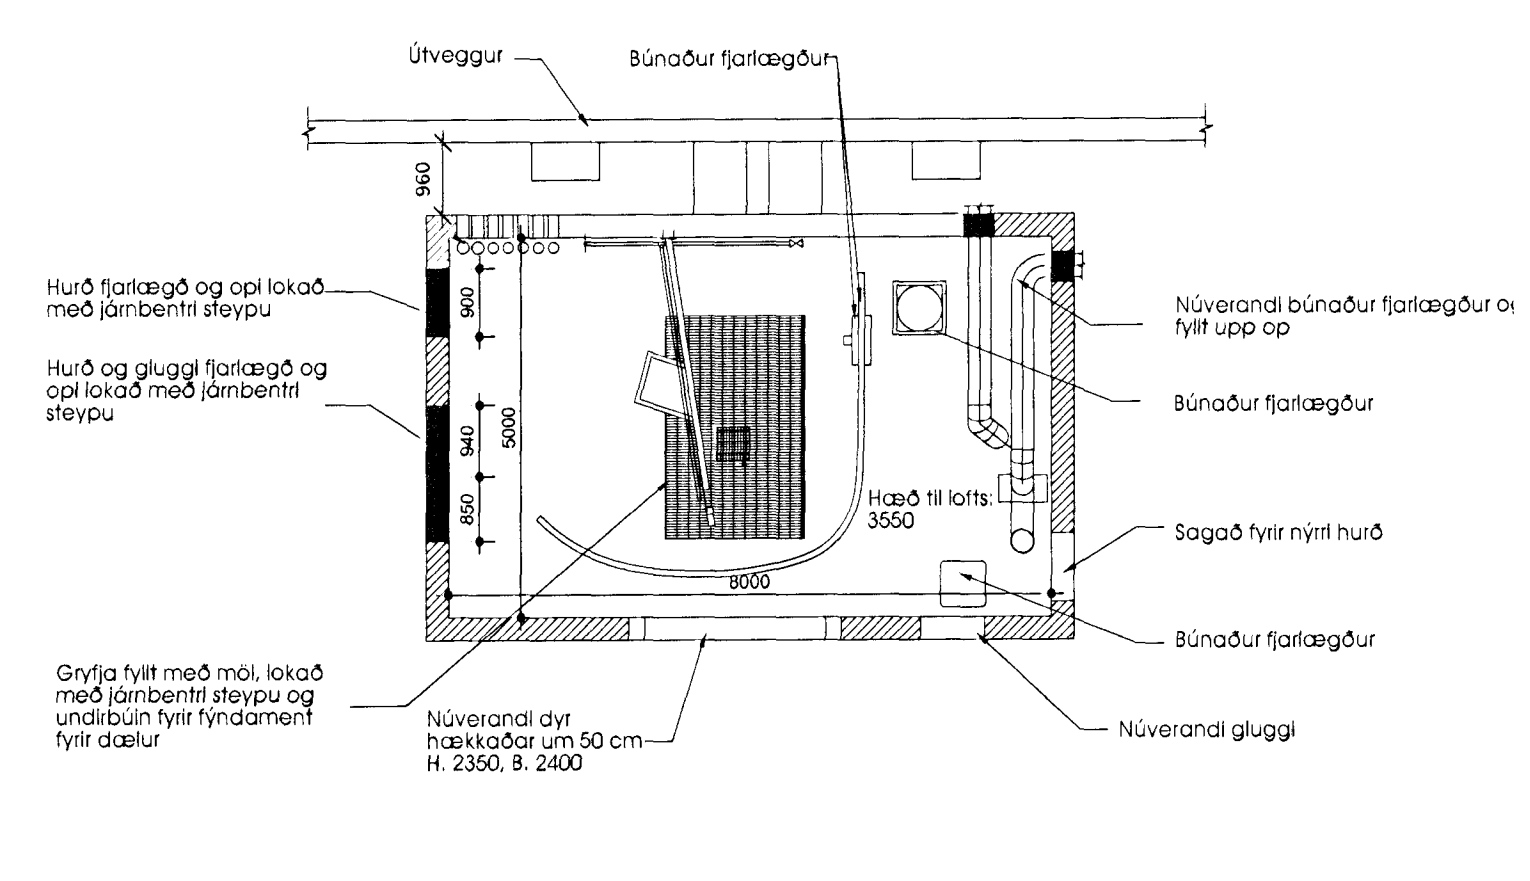 Útveggur
Búnaður fjarlægður
960
Hurð fjarlægð og opi lokað
með járnbentri steypu
900
Núverandi búnaður fjarlægður og
fyllt upp op
Hurð og gluggi fjarlægð og
opi lokað með járnbentri
steypu
Búnaður fjarlægður
940
5000
850
Hæð til lofts:
3550
Sagað fyrir nýrri hurð
8000
Búnaður fjarlægður
Gryfja fyllt með möl, lokað
með járnbentri steypu og
undirbúin fyrir fýndament
fyrir dælur
Núverandi dyr
hækkaðar um 50 cm
H. 2350, B. 2400
Núverandi gluggi